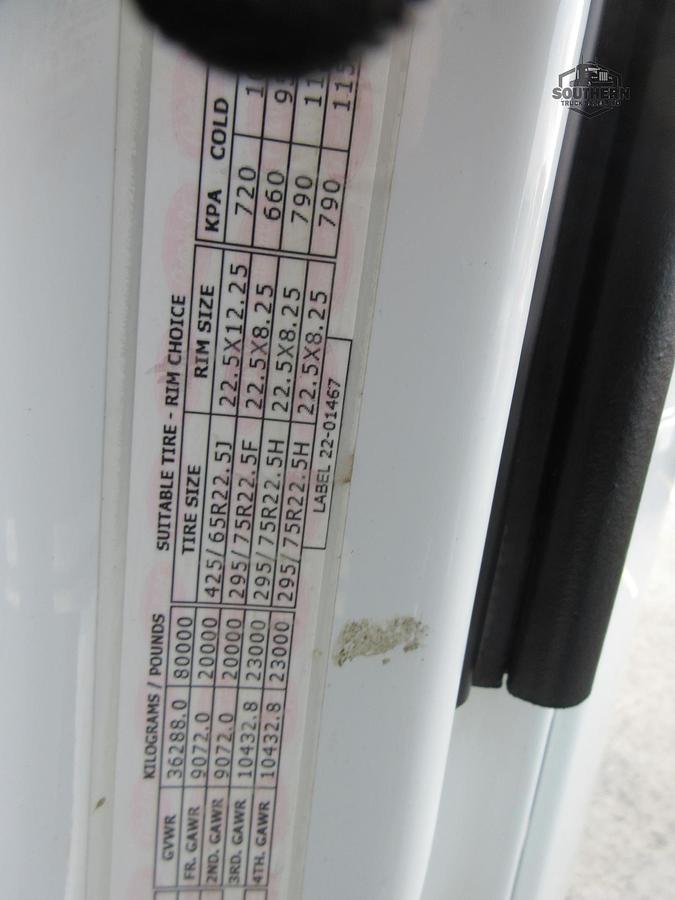 KILOGRAMS / POUNDS SUITABLE TIRE - RIM CHOICE
GVWR 36288.0 80000 TIRE SIZE RIM SIZE KPA COLD
FR. GAWR 9072.0 20000 425/65R22.5J 22.5X12.25 720
2ND. GAWR 9072.0 20000 295/75R22.5F 22.5X8.25 660
3RD. GAWR 10432.8 23000 295/75R22.5H 22.5X8.25 790
4TH. GAWR 10432.8 23000 295/75R22.5H 22.5X8.25 790
LABEL 22-01467
SOUTHERN